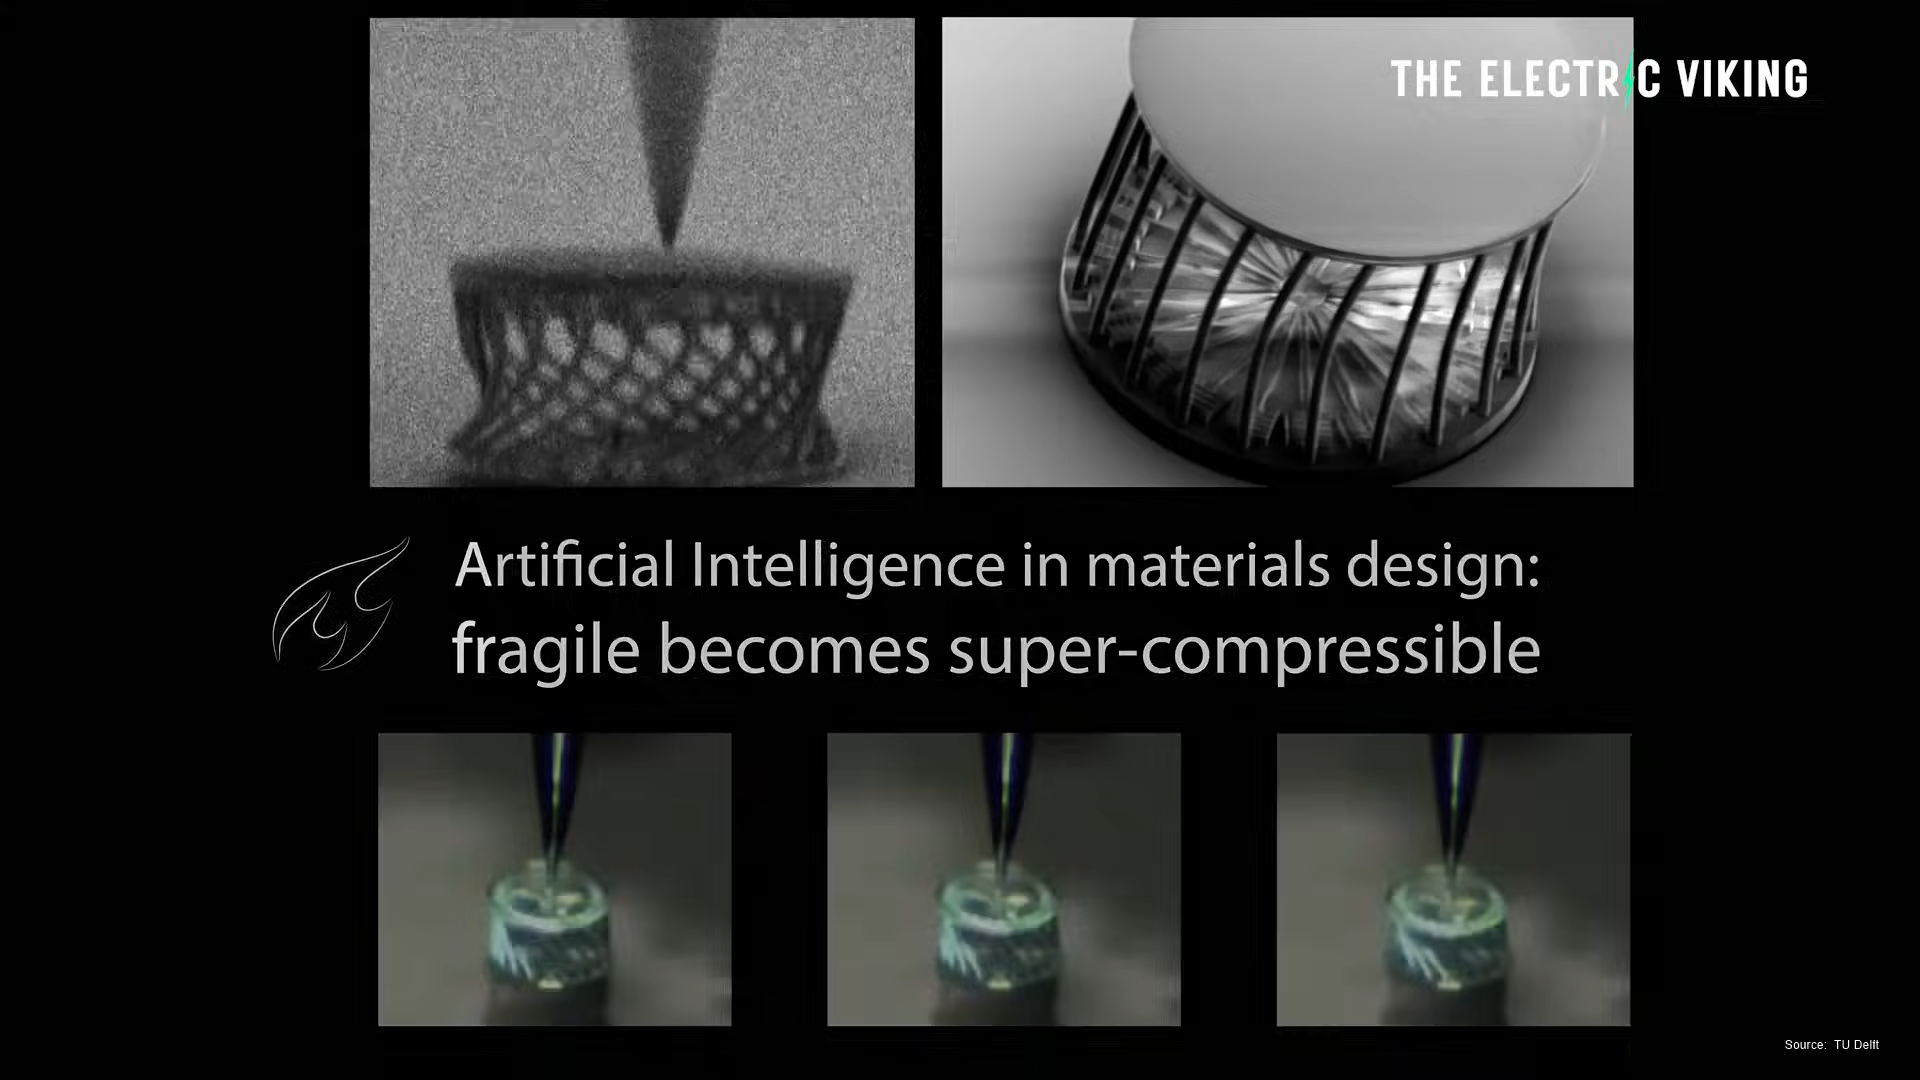 THE ELECTRIC VIKING
Artificial Intelligence in materials design:
fragile becomes super-compressible
Source: TU Delft